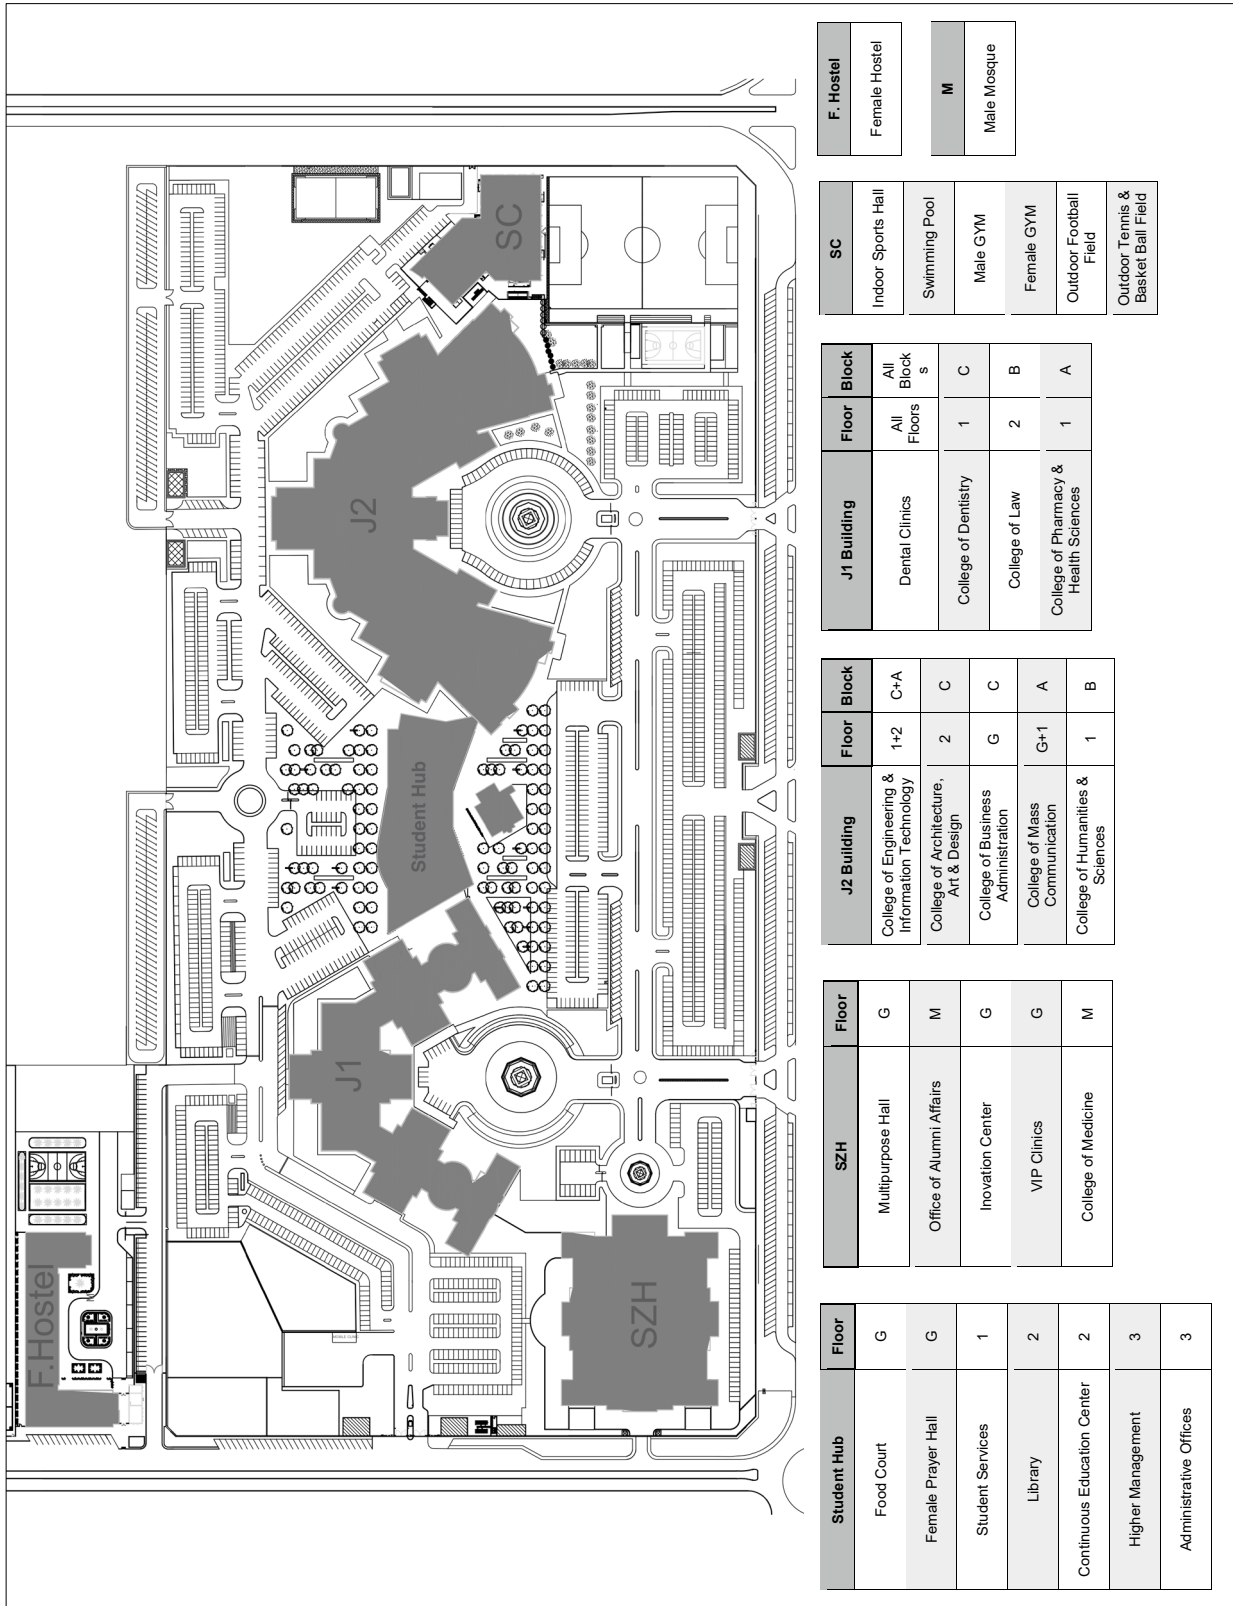 F.Hostel
SZH
J1
Student Hub
J2
SC
MOBILE CLINIC
Student Hub Floor
Food Court G
Female Prayer Hall G
Student Services 1
Library 2
Continuous Education Center 2
Higher Management 3
Administrative Offices 3
SZH Floor
Multipurpose Hall G
Office of Alumni Affairs M
Inovation Center G
VIP Clinics G
College of Medicine M
J2 Building Floor Block
College of Engineering &
Information Technology 1+2 C+A
College of Architecture,
Art & Design 2 C
College of Business
Administration G C
College of Mass
Communication G+1 A
College of Humanities &
Sciences 1 B
J1 Building Floor Block
Dental Clinics All
Floors All
Block
s
College of Dentistry 1 C
College of Law 2 B
College of Pharmacy &
Health Sciences 1 A
SC
Indoor Sports Hall
Swimming Pool
Male GYM
Female GYM
Outdoor Football
Field
Outdoor Tennis &
Basket Ball Field
F. Hostel
Female Hostel
M
Male Mosque